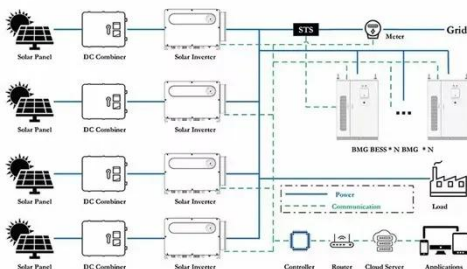 STS
Meter
Grid
Solar Panel DC Combiner Solar Inverter
Solar Panel DC Combiner Solar Inverter
BMG BESS * N BMG * N
Solar Panel DC Combiner Solar Inverter
Power
Communication
Load
Solar Panel DC Combiner Solar Inverter
Controller Router Cloud Server Applications